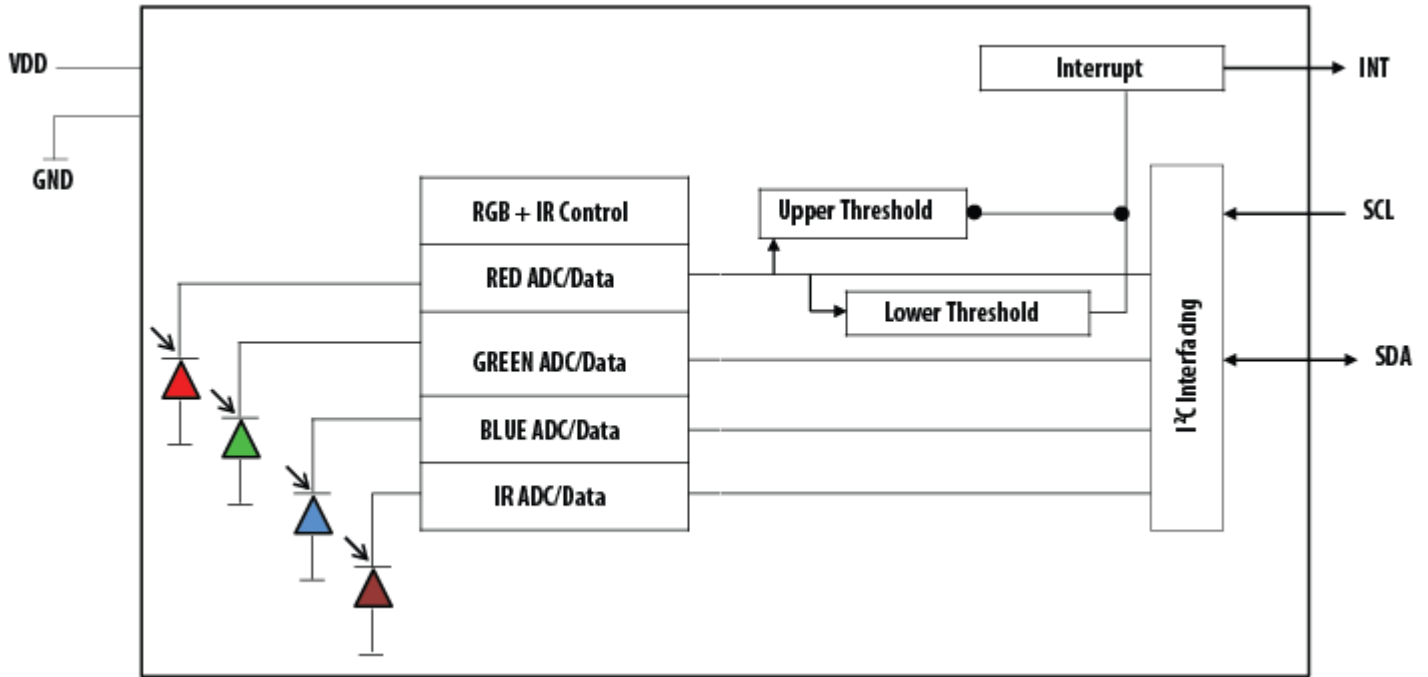 VDD
GND
Interrupt
INT
RGB + IR Control
Upper Threshold
SCL
RED ADC/Data
Lower Threshold
GREEN ADC/Data
SDA
BLUE ADC/Data
IR ADC/Data
I²C Interfadng